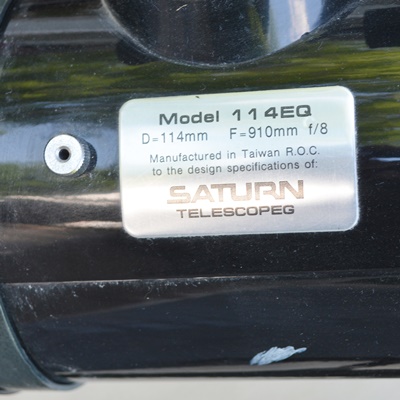 Model 114EQ
D=114mm F=910mm f/8
Manufactured in Taiwan R.O.C.
to the design specifications of:
SATURN
TELESCOPEG